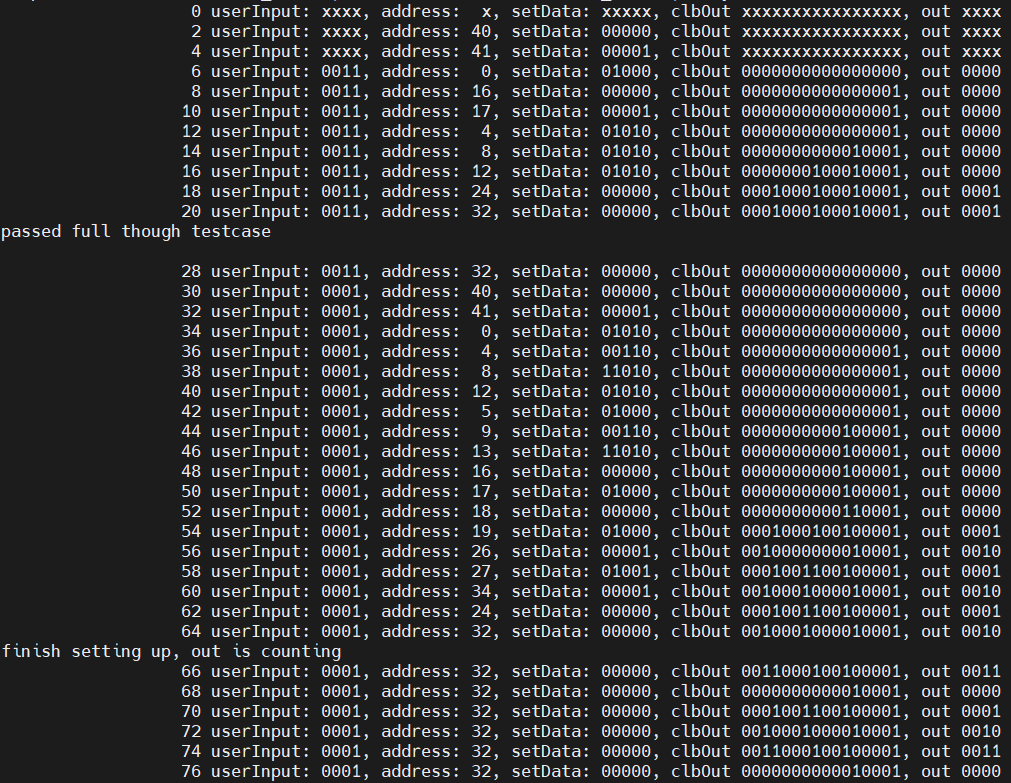 0 userInput: xxxx, address:  x, setData: xxxxx, clbOut xxxxxxxxxxxxxxxx, out xxxx
2 userInput: xxxx, address: 40, setData: 00000, clbOut xxxxxxxxxxxxxxxx, out xxxx
4 userInput: xxxx, address: 41, setData: 00001, clbOut xxxxxxxxxxxxxxxx, out xxxx
6 userInput: 0011, address:  0, setData: 01000, clbOut 0000000000000000, out 0000
8 userInput: 0011, address: 16, setData: 00000, clbOut 0000000000000001, out 0000
10 userInput: 0011, address: 17, setData: 00001, clbOut 0000000000000001, out 0000
12 userInput: 0011, address:  4, setData: 01010, clbOut 0000000000000001, out 0000
14 userInput: 0011, address:  8, setData: 01010, clbOut 0000000000010001, out 0000
16 userInput: 0011, address: 12, setData: 01010, clbOut 0000000100010001, out 0000
18 userInput: 0011, address: 24, setData: 00000, clbOut 0001000100010001, out 0001
20 userInput: 0011, address: 32, setData: 00000, clbOut 0001000100010001, out 0001
passed full though testcase
28 userInput: 0011, address: 32, setData: 00000, clbOut 0000000000000000, out 0000
30 userInput: 0001, address: 40, setData: 00000, clbOut 0000000000000000, out 0000
32 userInput: 0001, address: 41, setData: 00001, clbOut 0000000000000000, out 0000
34 userInput: 0001, address:  0, setData: 01010, clbOut 0000000000000000, out 0000
36 userInput: 0001, address:  4, setData: 00110, clbOut 0000000000000001, out 0000
38 userInput: 0001, address:  8, setData: 11010, clbOut 0000000000000001, out 0000
40 userInput: 0001, address: 12, setData: 01010, clbOut 0000000000000001, out 0000
42 userInput: 0001, address:  5, setData: 01000, clbOut 0000000000000001, out 0000
44 userInput: 0001, address:  9, setData: 00110, clbOut 0000000000100001, out 0000
46 userInput: 0001, address: 13, setData: 11010, clbOut 0000000000100001, out 0000
48 userInput: 0001, address: 16, setData: 00000, clbOut 0000000000100001, out 0000
50 userInput: 0001, address: 17, setData: 01000, clbOut 0000000000100001, out 0000
52 userInput: 0001, address: 18, setData: 00000, clbOut 0000000000110001, out 0000
54 userInput: 0001, address: 19, setData: 01000, clbOut 0001000100100001, out 0001
56 userInput: 0001, address: 26, setData: 00001, clbOut 0010000000010001, out 0010
58 userInput: 0001, address: 27, setData: 01001, clbOut 0001001100100001, out 0001
60 userInput: 0001, address: 34, setData: 00001, clbOut 0010001000010001, out 0010
62 userInput: 0001, address: 24, setData: 00000, clbOut 0001001100100001, out 0001
64 userInput: 0001, address: 32, setData: 00000, clbOut 0010001000010001, out 0010
finish setting up, out is counting
66 userInput: 0001, address: 32, setData: 00000, clbOut 0011000100100001, out 0011
68 userInput: 0001, address: 32, setData: 00000, clbOut 0000000000010001, out 0000
70 userInput: 0001, address: 32, setData: 00000, clbOut 0001001100100001, out 0001
72 userInput: 0001, address: 32, setData: 00000, clbOut 0010001000010001, out 0010
74 userInput: 0001, address: 32, setData: 00000, clbOut 0011000100100001, out 0011
76 userInput: 0001, address: 32, setData: 00000, clbOut 0000000000010001, out 0000